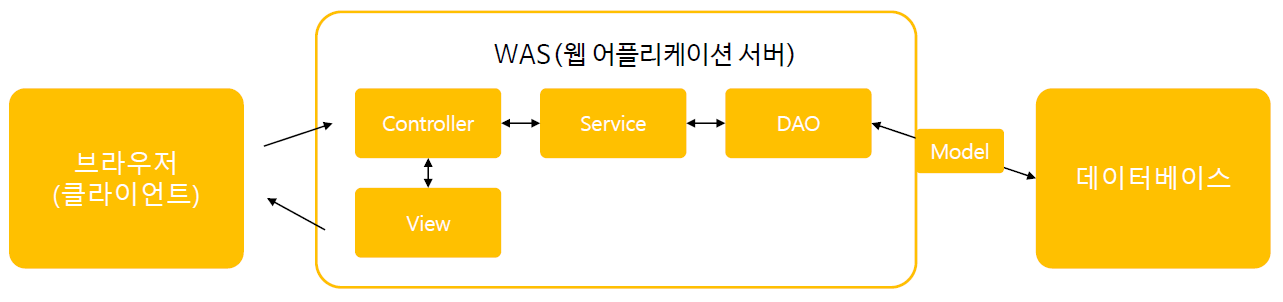 WAS (웹 어플리케이션 서버)
브라우저
(클라이언트)
Controller
Service
DAO
Model
데이터베이스
View